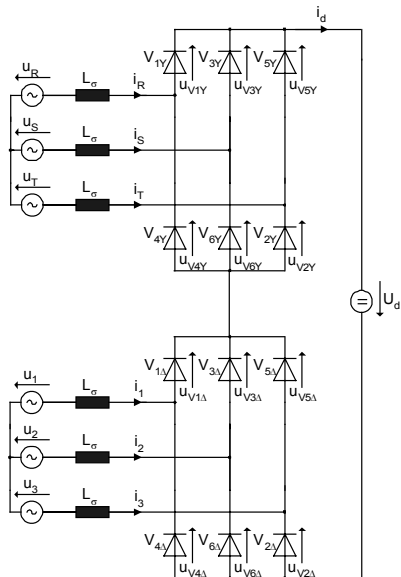 i_d
V_1Y V_3Y V_5Y
u_R L_σ i_R
u_V1Y u_V3Y u_V5Y
u_S L_σ i_S
u_T L_σ i_T
V_4Y V_6Y V_2Y
u_V4Y u_V6Y u_V2Y
= U_d
V_1Δ V_3Δ V_5Δ
u_1 L_σ i_1
u_V1Δ u_V3Δ u_V5Δ
u_2 L_σ i_2
u_3 L_σ i_3
V_4Δ V_6Δ V_2Δ
u_V4Δ u_V6Δ u_V2Δ